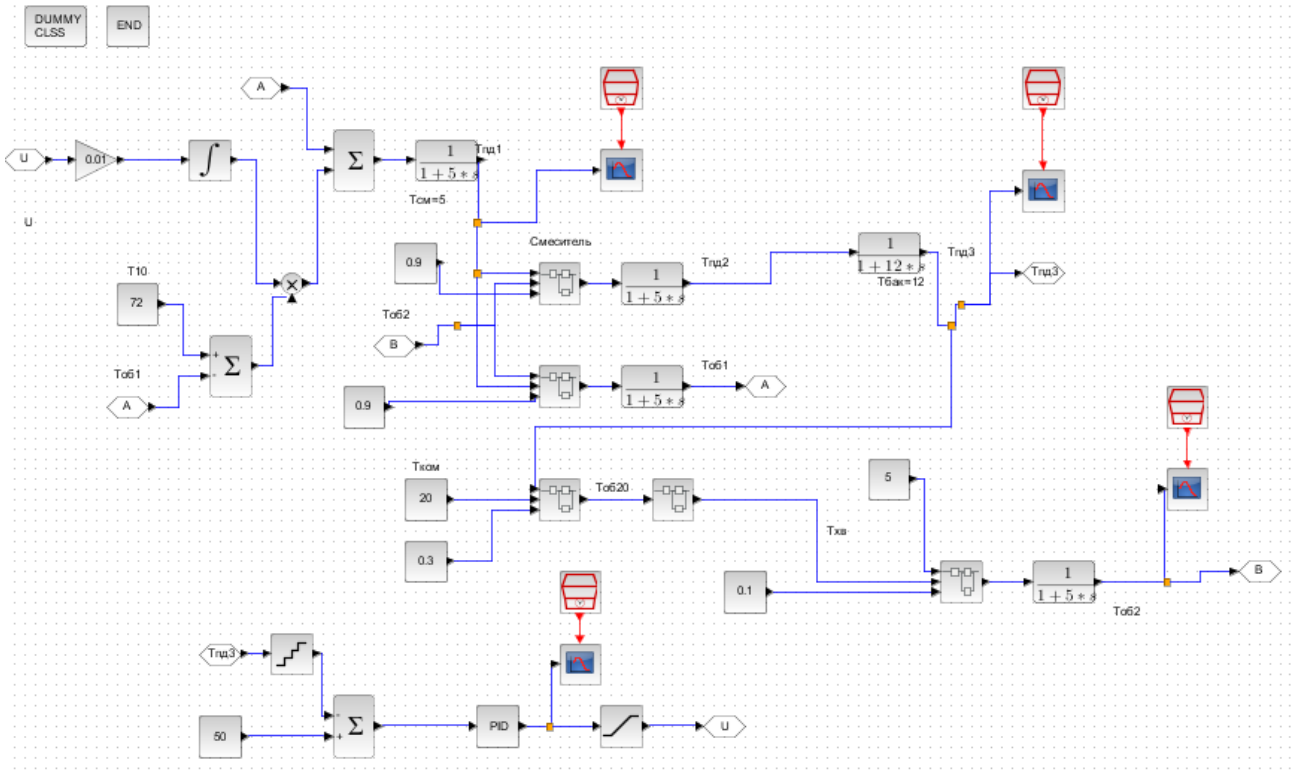 DUMMY
CLSS
END
A
U
0.01
∫
Σ
1
1 + 5 * s
Тпд1
Тсм=5
U
Смеситель
0.9
1
1 + 5 * s
Тпд2
1
1 + 12 * s
Тпд3
Тбак=12
Тпд3
Т10
72
×
Тоб2
B
+
-
Σ
Тоб1
A
0.9
1
1 + 5 * s
Тоб1
A
Тком
20
Тоб20
5
0.3
Тхв
0.1
1
1 + 5 * s
Тоб2
B
Тпд3
50
-
+
Σ
PID
U